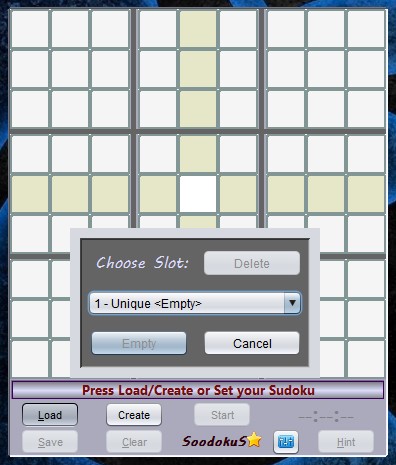 Choose Slot:
Delete
1 - Unique <Empty>
Empty
Cancel
Press Load/Create or Set your Sudoku
Load
Create
Start
--:--:--
Save
Clear
SoodokuS
Hint